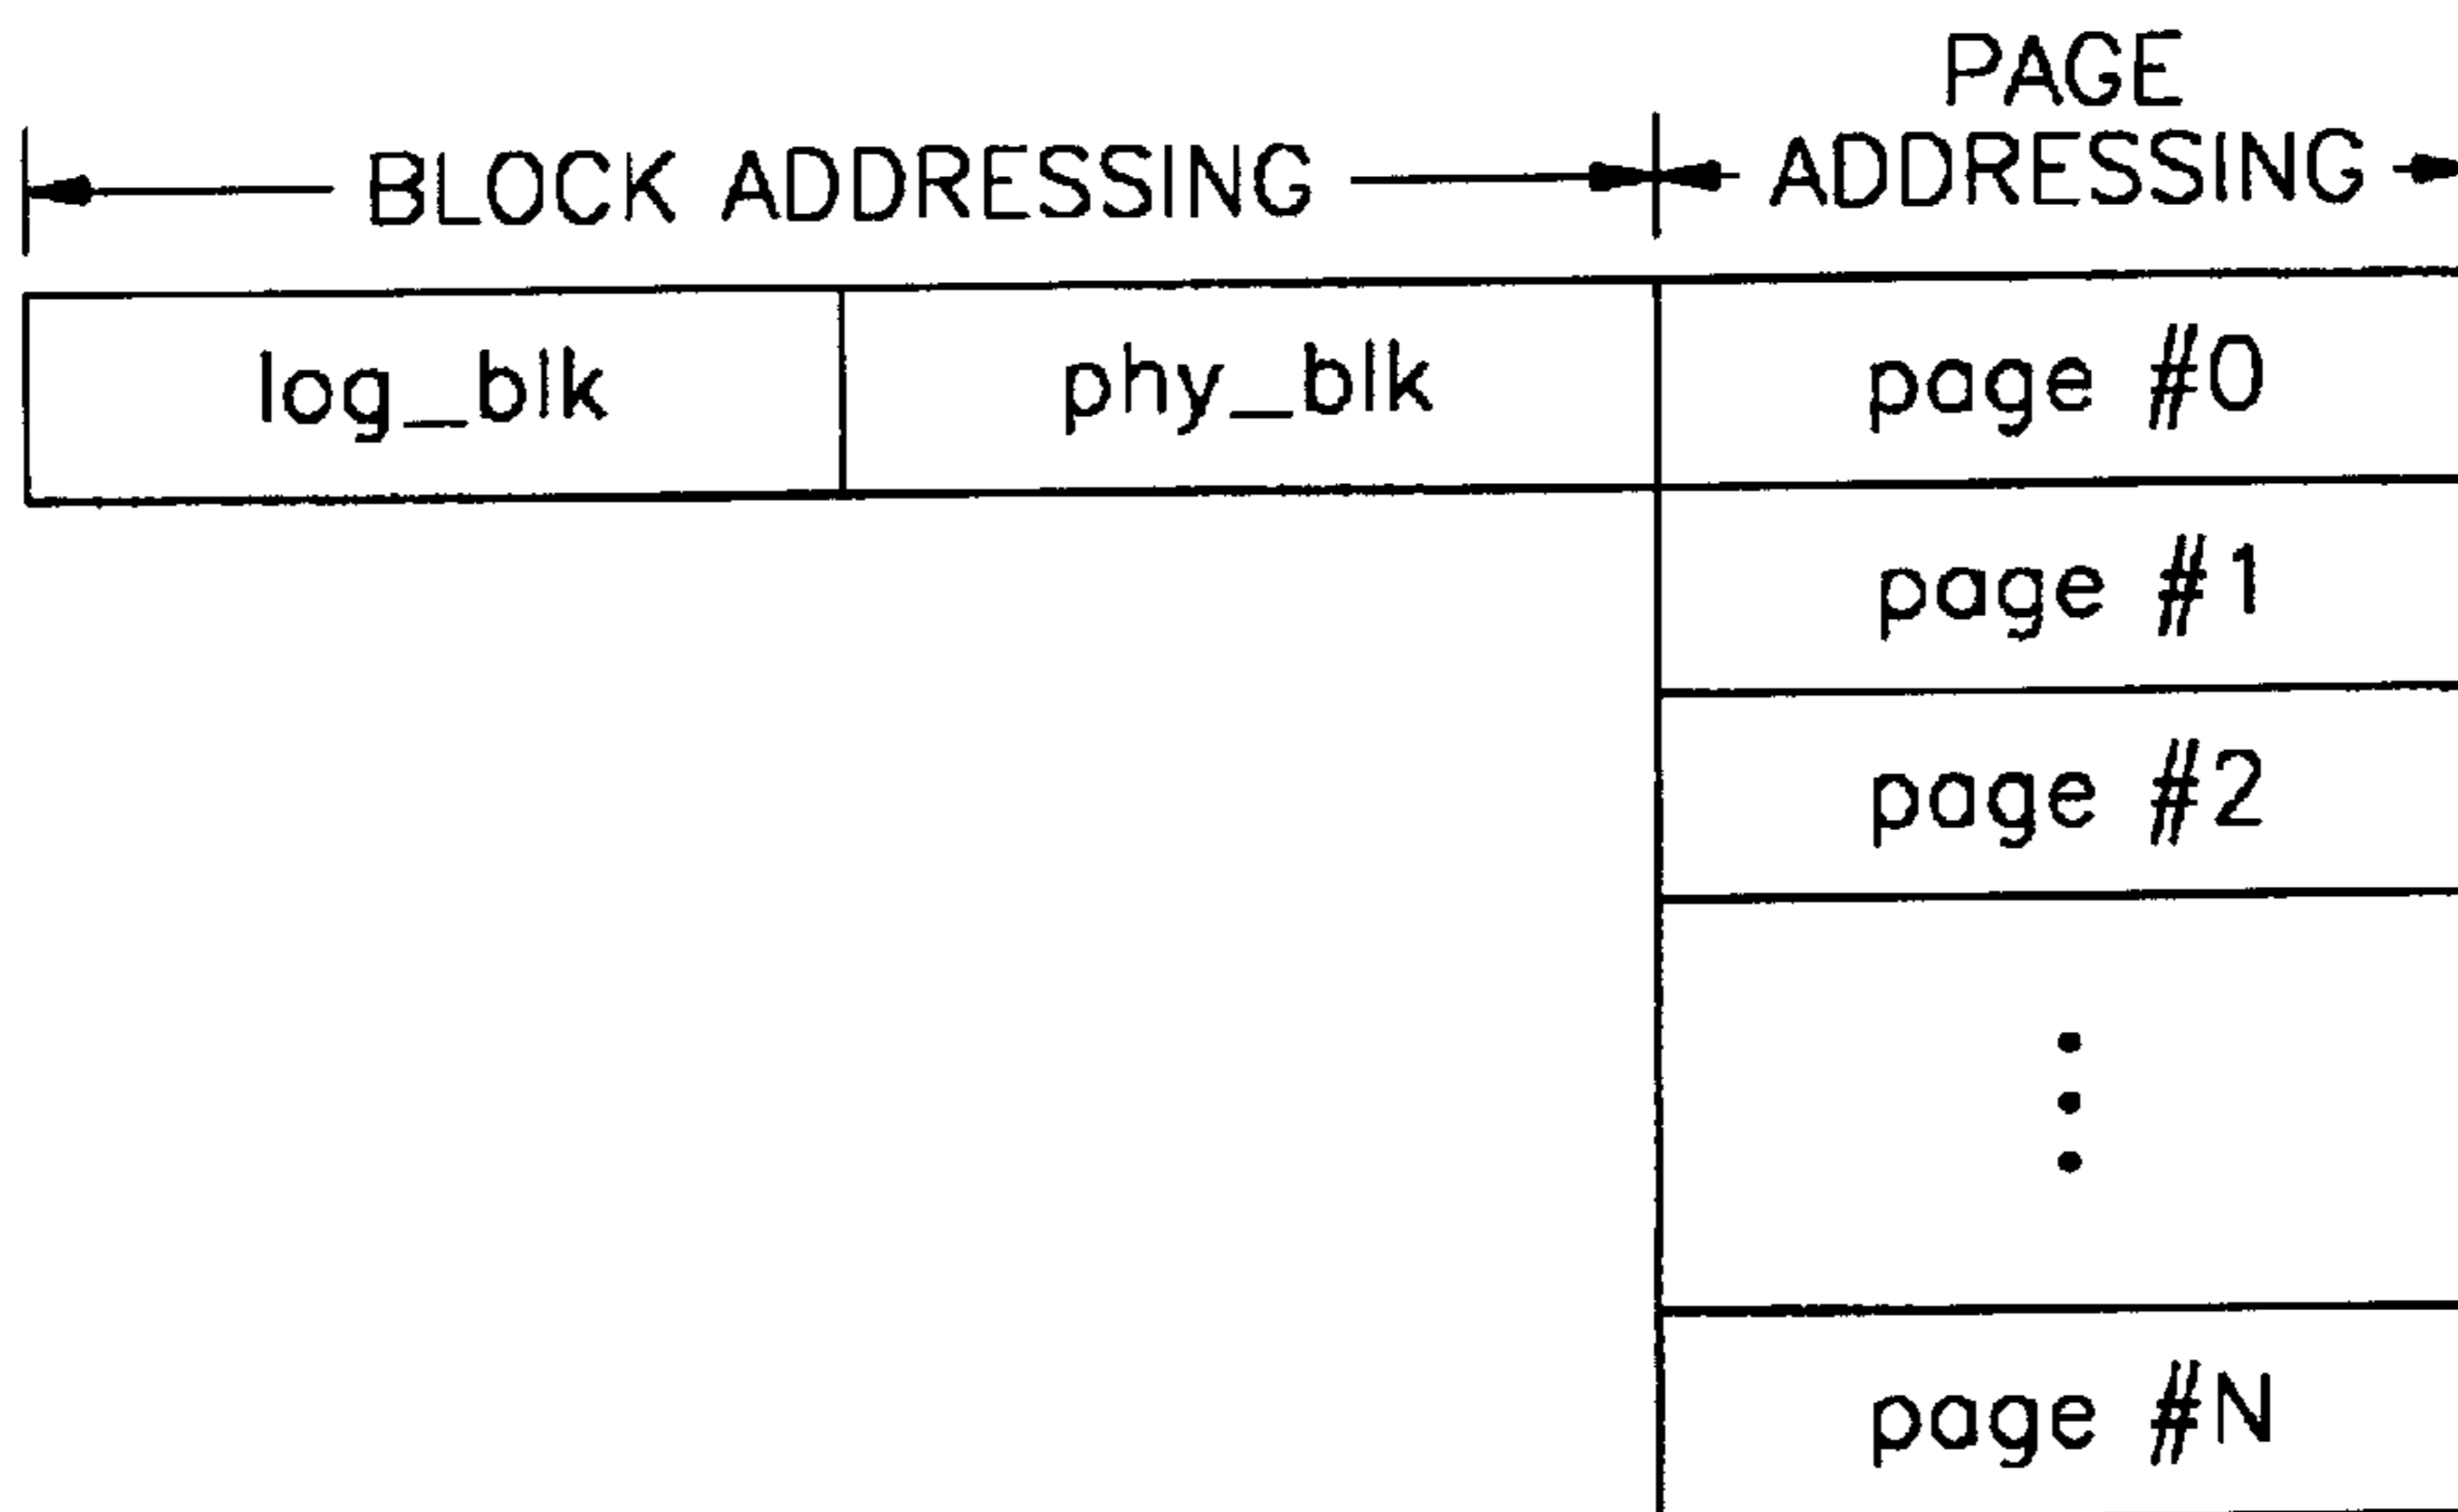 PAGE
BLOCK ADDRESSING ADDRESSING
log_blk phy_blk page #0
page #1
page #2
page #N